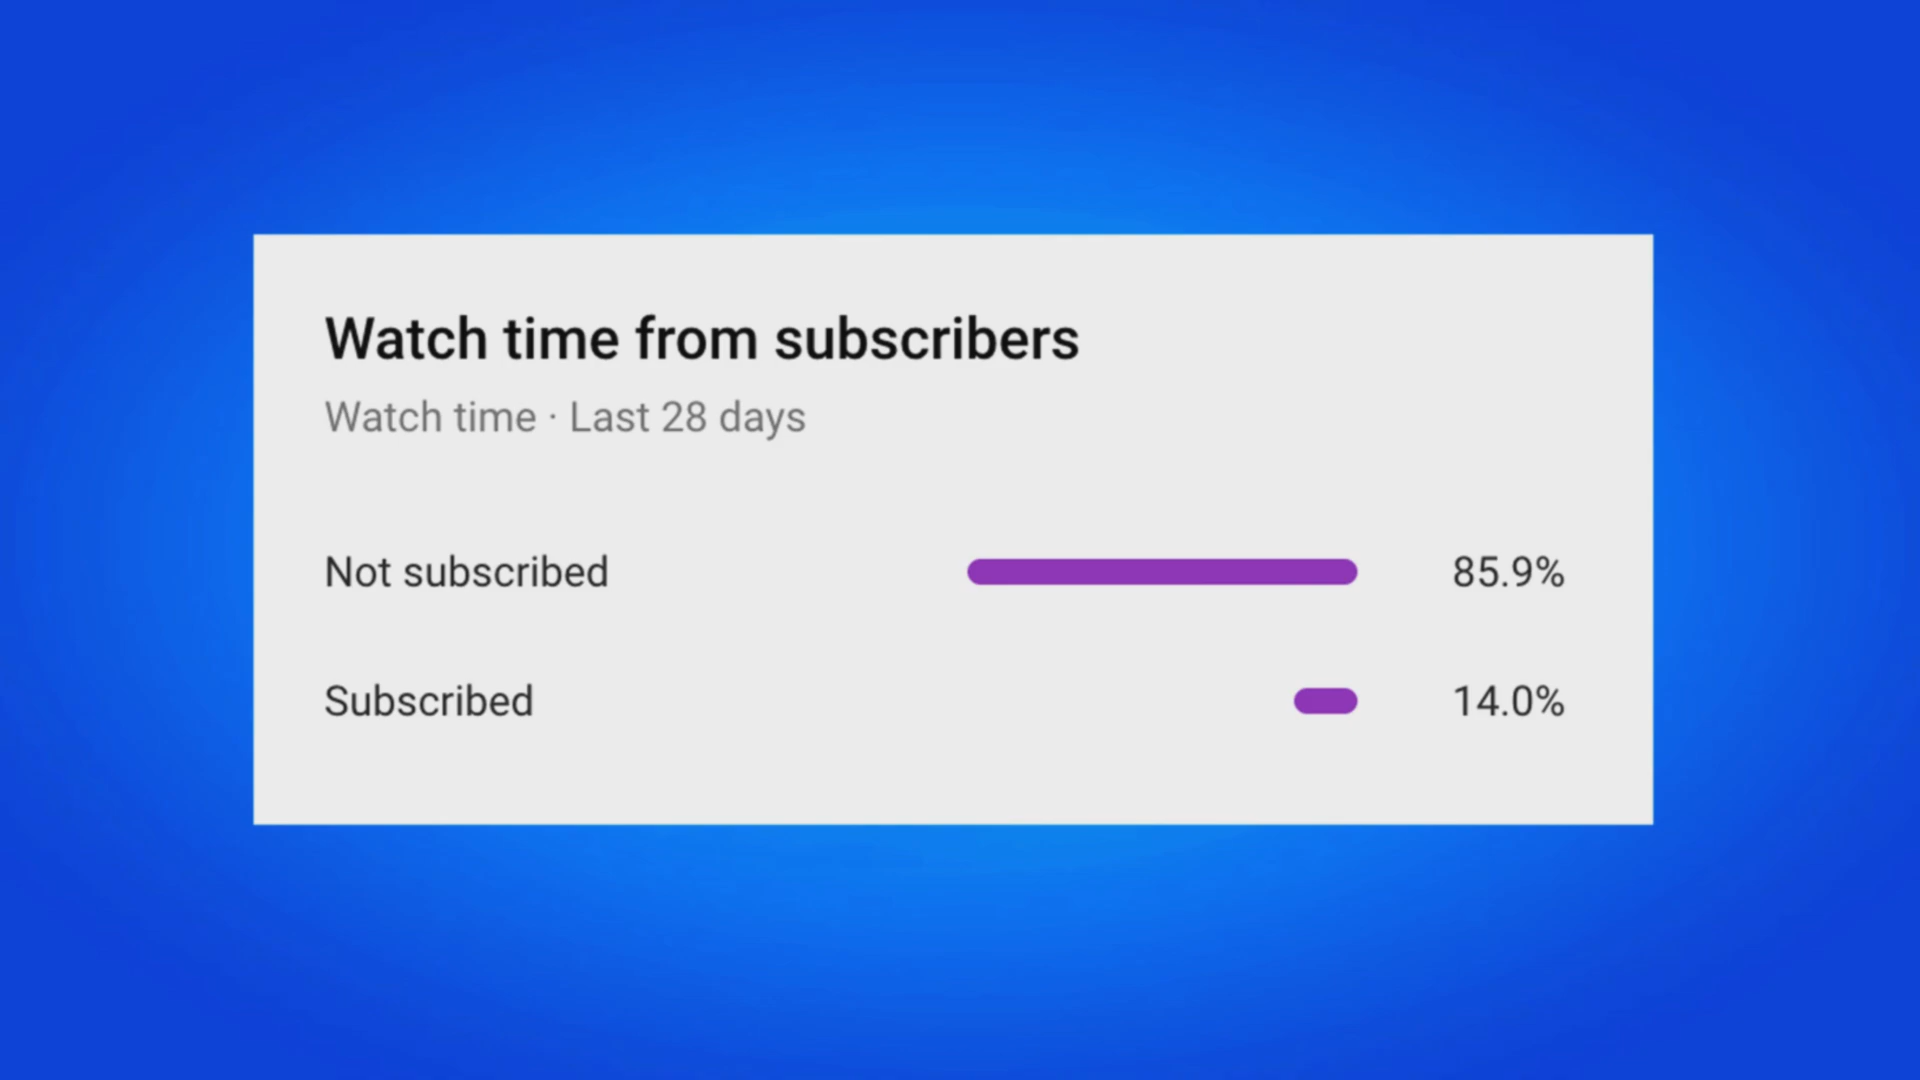 Watch time from subscribers
Watch time · Last 28 days
Not subscribed 85.9%
Subscribed 14.0%